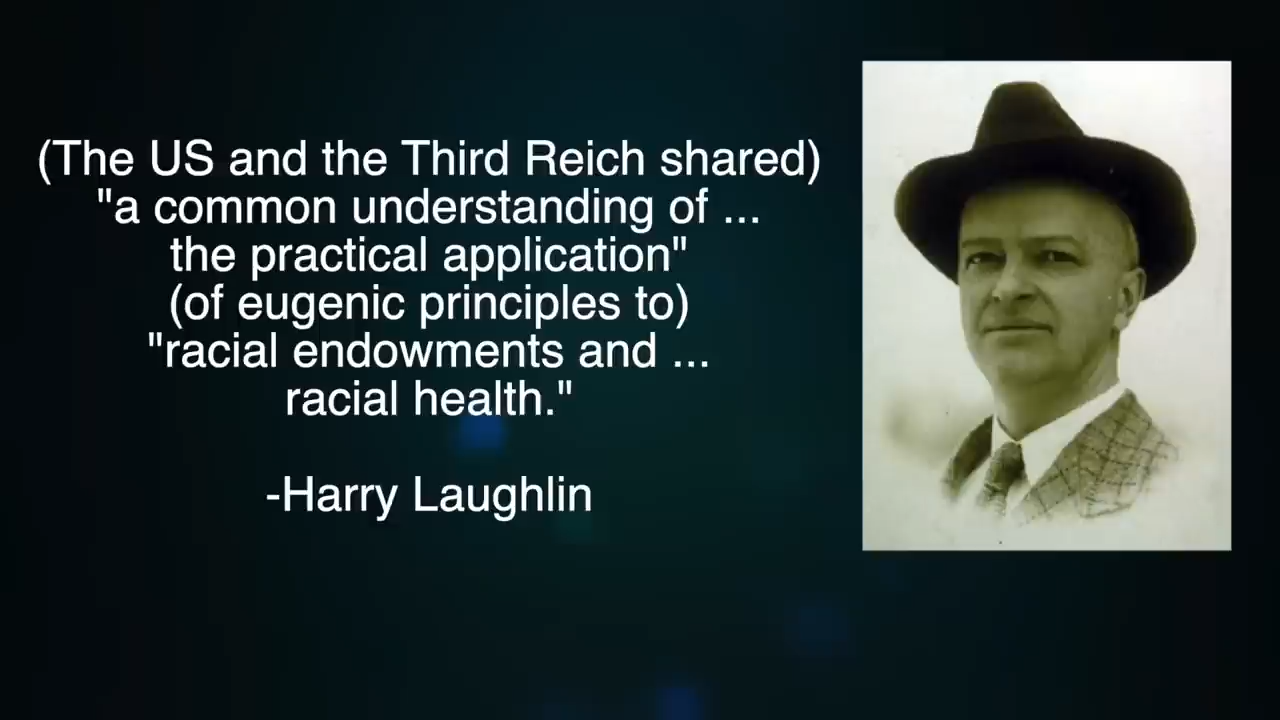 (The US and the Third Reich shared)
"a common understanding of ...
the practical application"
(of eugenic principles to)
"racial endowments and ...
racial health."
-Harry Laughlin